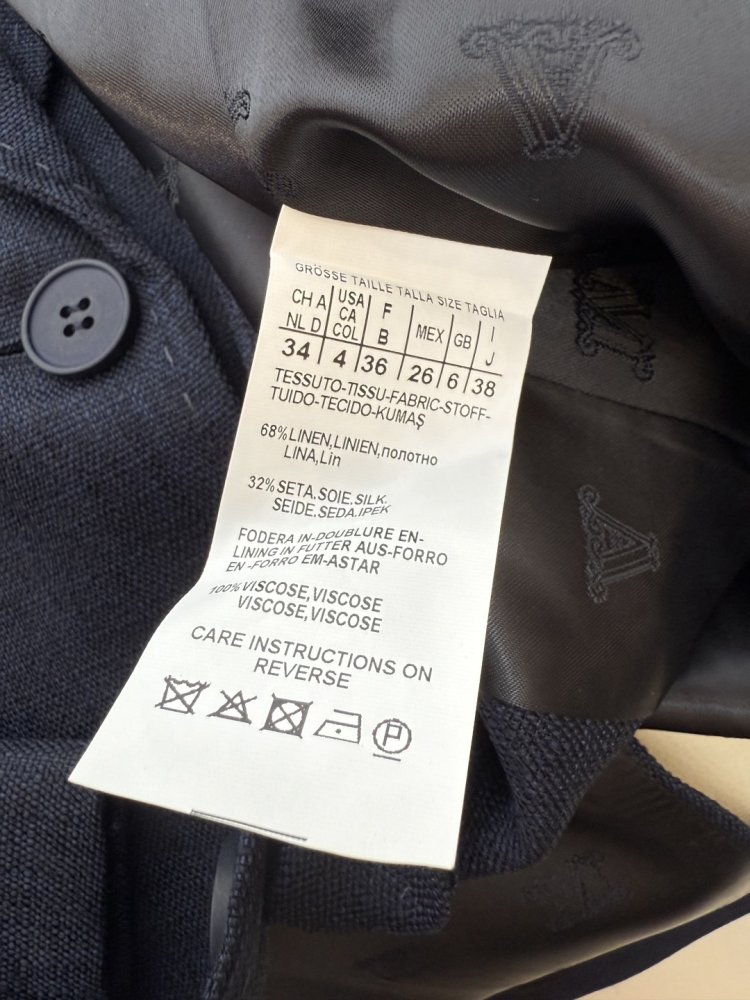 GRÖSSE TAILLE TALLA SIZE TAGLIA
CH A NL D | USA CA COL | F B | MEX | GB | I J
34 | 4 | 36 | 26 | 6 | 38
TESSUTO-TISSU-FABRIC-STOFF-
TUIDO-TECIDO-KUMAŞ
68%LINEN,LINIEN,полотно
LINA,Lin
32%SETA.SOIE.SILK.
SEIDE.SEDA.IPEK
FODERA IN-DOUBLURE EN-
LINING IN FUTTER AUS-FORRO
EN -FORRO EM-ASTAR
100%VISCOSE,VISCOSE
VISCOSE,VISCOSE
CARE INSTRUCTIONS ON
REVERSE
P